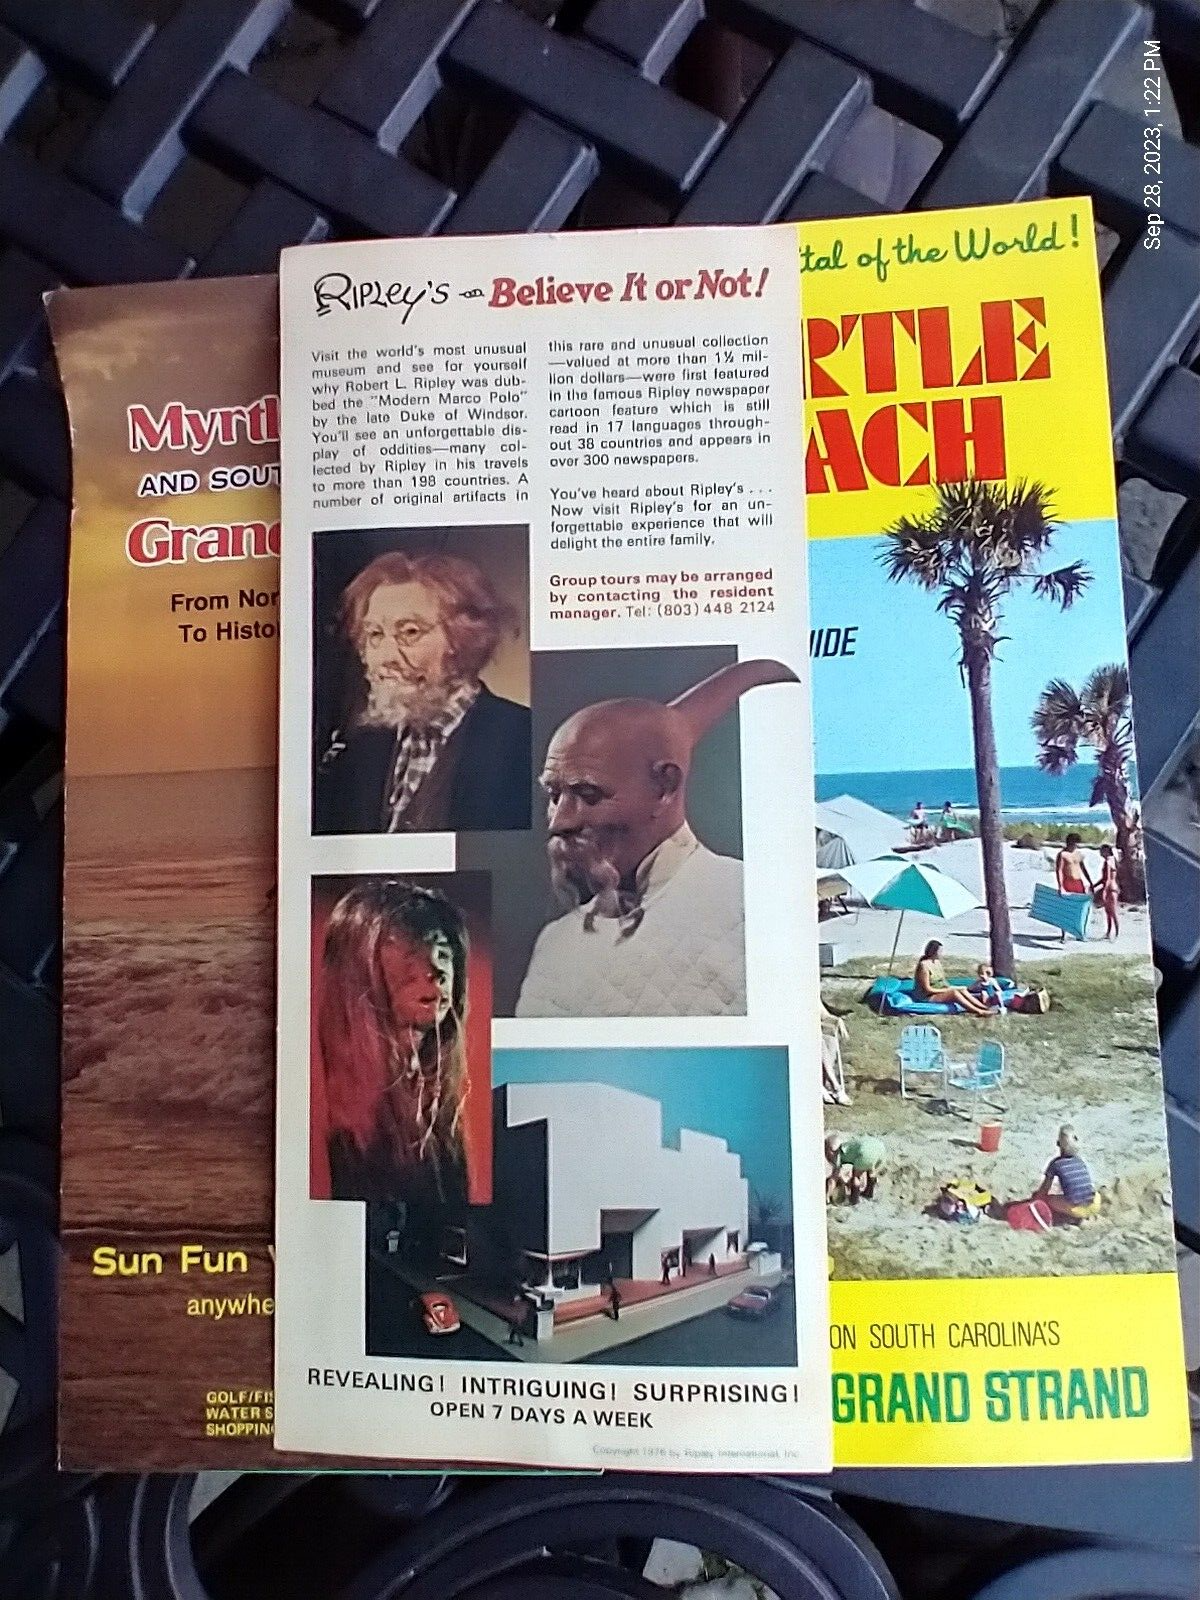 Sep 28, 2023, 1:22 PM
Myrtl
AND SOUT
Grand
From Nor
To Histo
Sun Fun
anywhe
GOLF/FIS
WATER S
SHOPPIN
RIPLEY'S
Believe It or Not!
Visit the world's most unusual
museum and see for yourself
why Robert L. Ripley was dub-
bed the "Modern Marco Polo"
by the late Duke of Windsor.
You'll see an unforgettable dis-
play of oddities—many col-
lected by Ripley in his travels
to more than 198 countries. A
number of original artifacts in
this rare and unusual collection
—valued at more than 1½ mil-
lion dollars—were first featured
in the famous Ripley newspaper
cartoon feature which is still
read in 17 languages through-
out 38 countries and appears in
over 300 newspapers.
You've heard about Ripley's . . .
Now visit Ripley's for an un-
forgettable experience that will
delight the entire family.
Group tours may be arranged
by contacting the resident
manager. Tel: (803) 448 2124
REVEALING! INTRIGUING! SURPRISING!
OPEN 7 DAYS A WEEK
Copyright 1976 by Ripley International, Inc.
tal of the World!
RTLE
ACH
IDE
ON SOUTH CAROLINA'S
GRAND STRAND